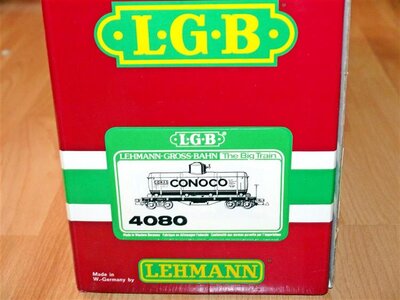 L·G·B
L·G·B
LEHMANN·GROSS·BAHN The Big Train
CONOCO
4080
Made in
W.-Germany by
LEHMANN